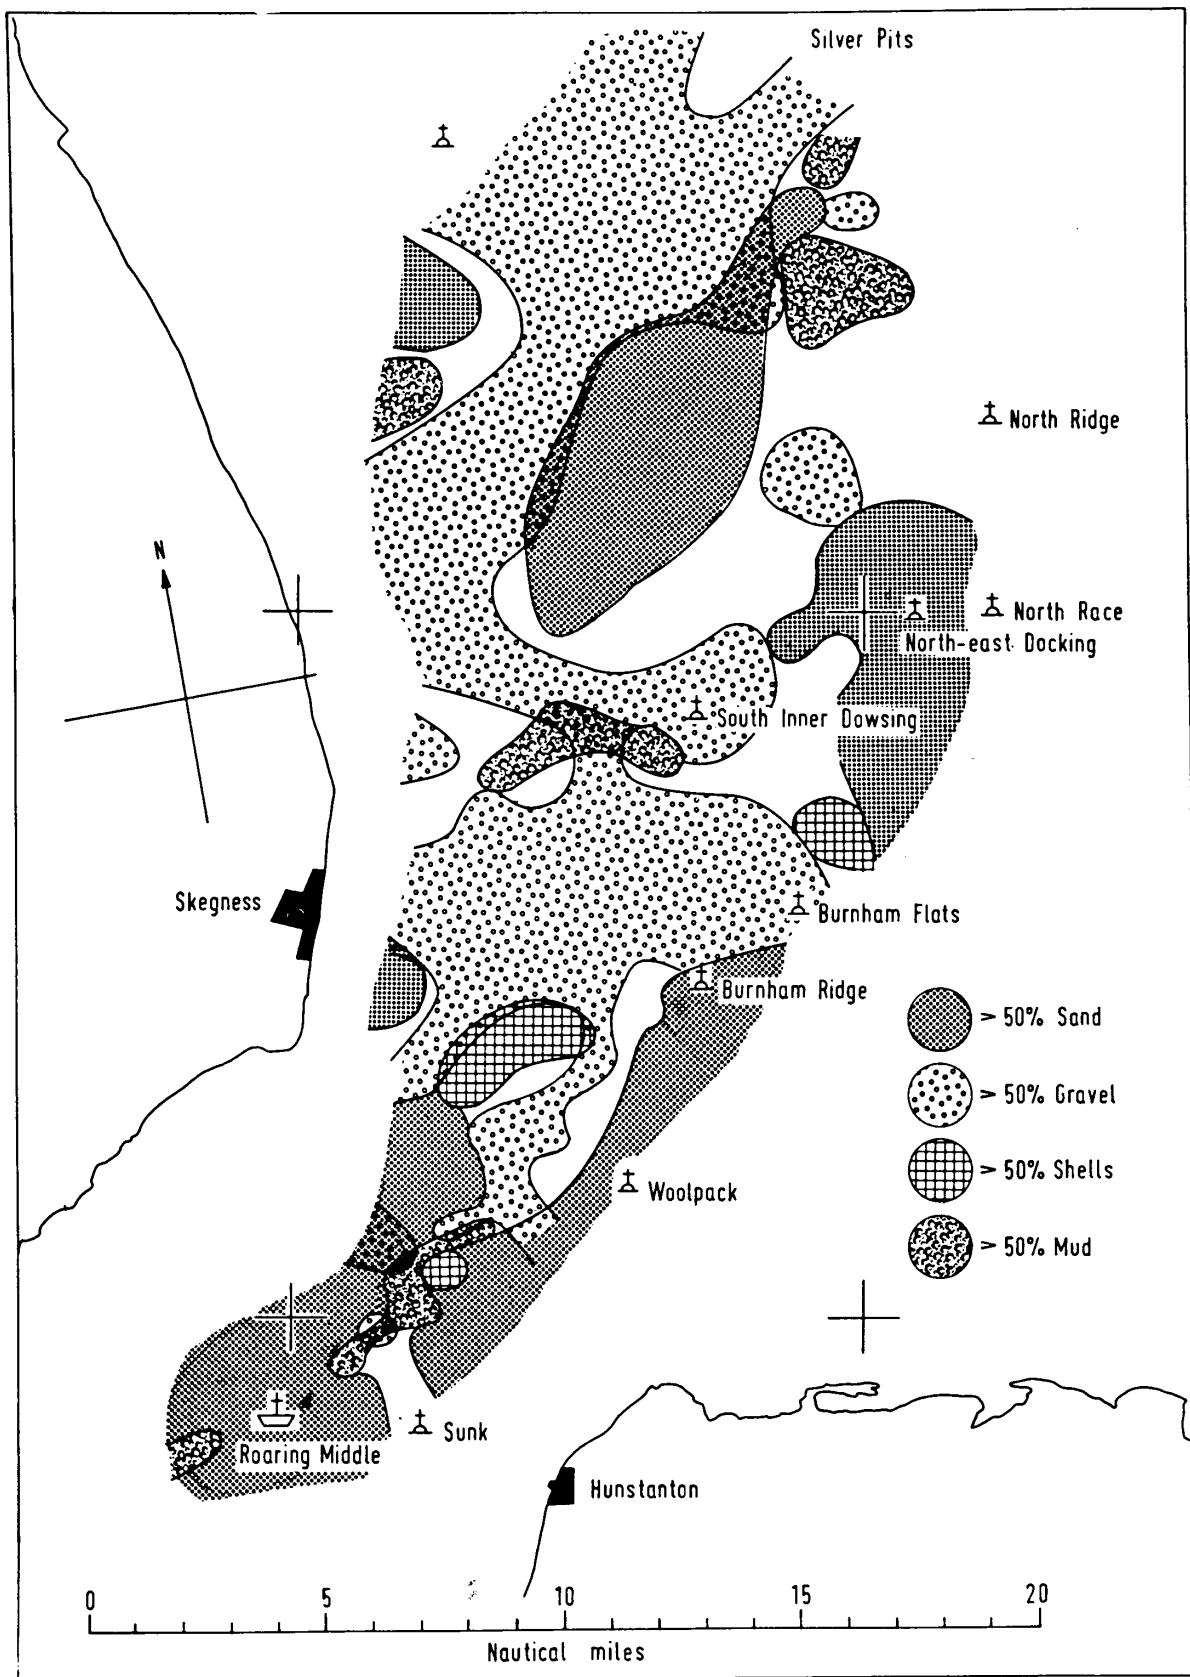 Silver Pits
North Ridge
N
North Race
North-east Docking
South Inner Dowsing
Skegness
Burnham Flats
Burnham Ridge
> 50% Sand
> 50% Gravel
> 50% Shells
> 50% Mud
Woolpack
Sunk
Roaring Middle
Hunstanton
0 5 10 15 20
Nautical miles